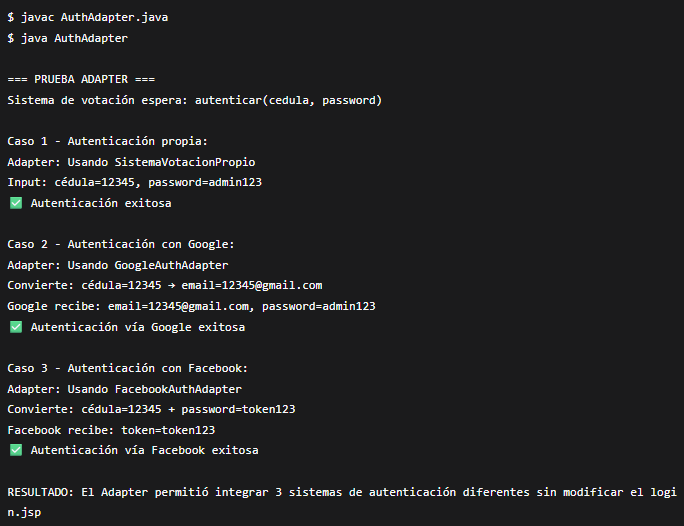 $ javac AuthAdapter.java
$ java AuthAdapter
=== PRUEBA ADAPTER ===
Sistema de votación espera: autenticar(cedula, password)
Caso 1 - Autenticación propia:
Adapter: Usando SistemaVotacionPropio
Input: cédula=12345, password=admin123
✅ Autenticación exitosa
Caso 2 - Autenticación con Google:
Adapter: Usando GoogleAuthAdapter
Convierte: cédula=12345 → email=12345@gmail.com
Google recibe: email=12345@gmail.com, password=admin123
✅ Autenticación vía Google exitosa
Caso 3 - Autenticación con Facebook:
Adapter: Usando FacebookAuthAdapter
Convierte: cédula=12345 + password=token123
Facebook recibe: token=token123
✅ Autenticación vía Facebook exitosa
RESULTADO: El Adapter permitió integrar 3 sistemas de autenticación diferentes sin modificar el logi
n.jsp